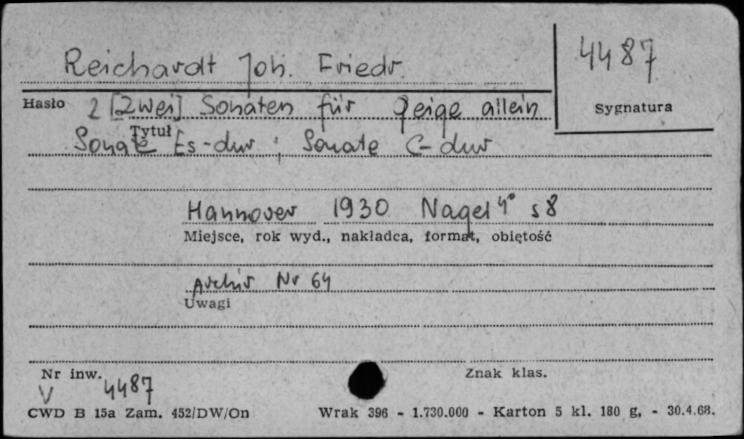 Reichardt Joh. Friedr.
4487
Hasło
2 [Zwei] Sonaten für Geige allein
Sygnatura
Tytuł
Sonate Es-dur ; Sonate C-dur
Hannover 1930 Nagel 4° s 8
Miejsce, rok wyd., nakładca, format, objętość
Archiv Nr 64
Uwagi
Nr inw.
V 4487
Znak klas.
CWD B 15a Zam. 452/DW/On Wrak 396 - 1.730.000 - Karton 5 kl. 180 g, - 30.4.68.